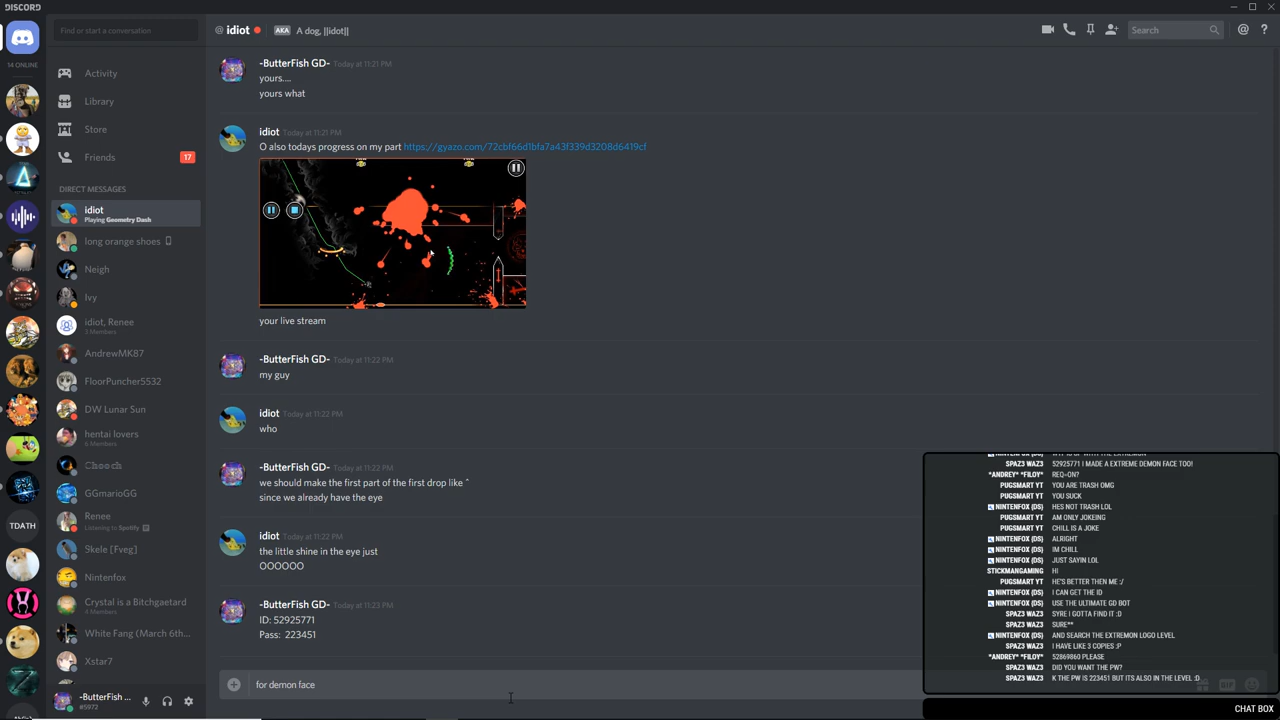 DISCORD
14 ONLINE
TDATH
Find or start a conversation
Activity
Library
Store
Friends
17
DIRECT MESSAGES
idiot
Playing Geometry Dash
long orange shoes
Neigh
Ivy
idiot, Renee
3 Members
AndrewMK87
FloorPuncher5532
DW Lunar Sun
hentai lovers
6 Members
Chooch
GGmarioGG
Renee
Listening to Spotify
Skele [Fveg]
Nintenfox
Crystal is a Bitchgaetard
4 Members
White Fang (March 6th...
Xstar7
-ButterFish ...
#5972
@ idiot AKA A dog, ||idot||
Search
-ButterFish GD- Today at 11:21 PM
yours....
yours what
idiot Today at 11:21 PM
O also todays progress on my part https://gyazo.com/72cbf66d1bfa7a43f339d3208d6419cf
your live stream
-ButterFish GD- Today at 11:22 PM
my guy
idiot Today at 11:22 PM
who
-ButterFish GD- Today at 11:22 PM
we should make the first part of the first drop like ^
since we already have the eye
idiot Today at 11:22 PM
the little shine in the eye just
OOOOOO
-ButterFish GD- Today at 11:23 PM
ID: 52925771
Pass: 223451
for demon face
GIF
SPAZ3 WAZ3 52925771 I MADE A EXTREME DEMON FACE TOO!
*ANDREY* *FILOY* REQ-ON?
PUGSMART YT YOU ARE TRASH OMG
PUGSMART YT YOU SUCK
NINTENFOX (DS) HES NOT TRASH LOL
PUGSMART YT AM ONLY JOKEING
PUGSMART YT CHILL IS A JOKE
NINTENFOX (DS) ALRIGHT
NINTENFOX (DS) IM CHILL
NINTENFOX (DS) JUST SAYIN LOL
STICKMANGAMING HI
PUGSMART YT HE'S BETTER THEN ME :/
NINTENFOX (DS) I CAN GET THE ID
NINTENFOX (DS) USE THE ULTIMATE GD BOT
SPAZ3 WAZ3 SYRE I GOTTA FIND IT :D
SPAZ3 WAZ3 SURE**
NINTENFOX (DS) AND SEARCH THE EXTREMON LOGO LEVEL
SPAZ3 WAZ3 I HAVE LIKE 3 COPIES :P
*ANDREY* *FILOY* 52869860 PLEASE
SPAZ3 WAZ3 DID YOU WANT THE PW?
SPAZ3 WAZ3 K THE PW IS 223451 BUT ITS ALSO IN THE LEVEL :D
CHAT BOX